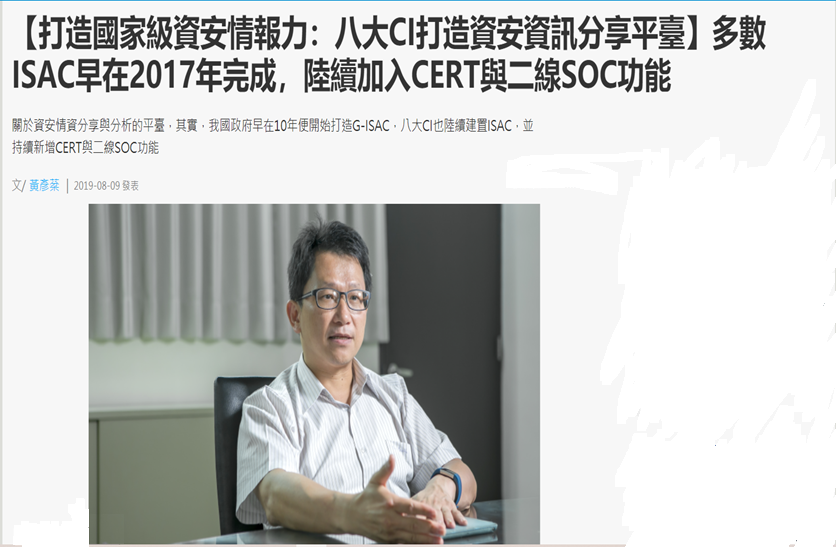 【打造國家級資安情報力：八大CI打造資安資訊分享平臺】多數
ISAC早在2017年完成，陸續加入CERT與二線SOC功能
關於資安情資分享與分析的平臺，其實，我國政府早在10年便開始打造G-ISAC，八大CI也陸續建置ISAC，並
持續新增CERT與二線SOC功能
文/ 黃彥棻 | 2019-08-09 發表